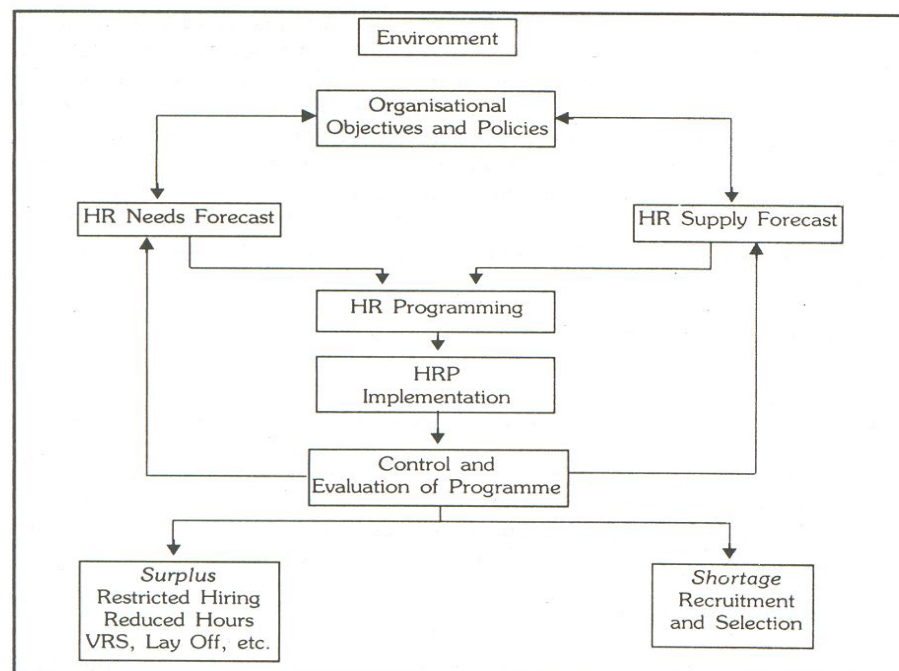 Environment
Organisational
Objectives and Policies
HR Needs Forecast
HR Supply Forecast
HR Programming
HRP
Implementation
Control and
Evaluation of Programme
Surplus
Restricted Hiring
Reduced Hours
VRS, Lay Off, etc.
Shortage
Recruitment
and Selection